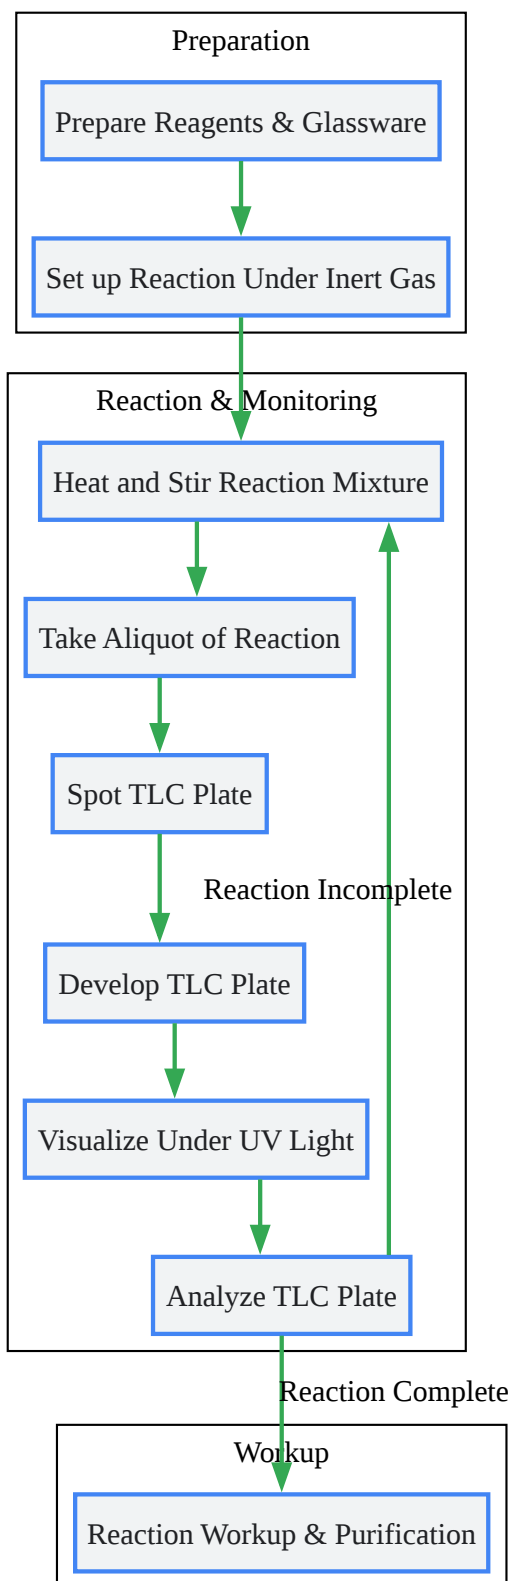 Preparation
Prepare Reagents & Glassware
Set up Reaction Under Inert Gas
Reaction & Monitoring
Heat and Stir Reaction Mixture
Take Aliquot of Reaction
Spot TLC Plate
Reaction Incomplete
Develop TLC Plate
Visualize Under UV Light
Analyze TLC Plate
Reaction Complete
Workup
Reaction Workup & Purification